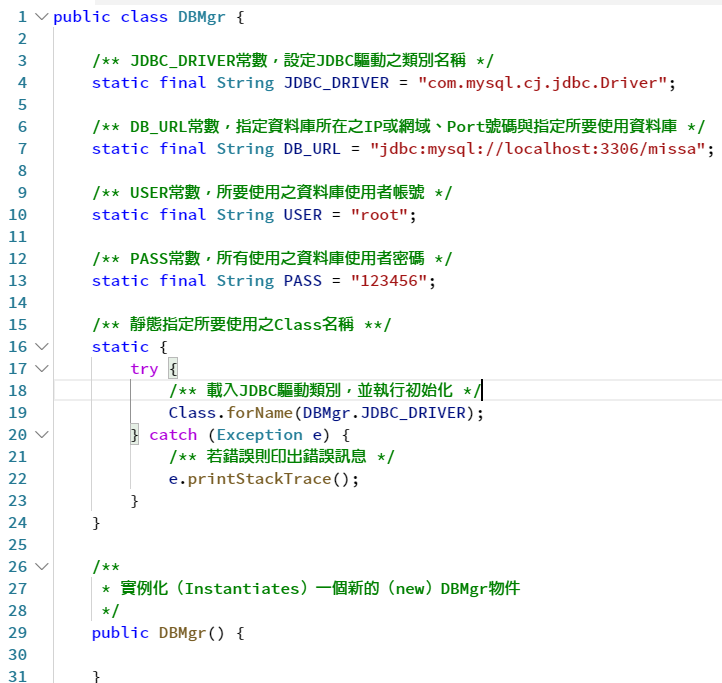 1 public class DBMgr {
2
3 /** JDBC_DRIVER常數，設定JDBC驅動之類別名稱 */
4 static final String JDBC_DRIVER = "com.mysql.cj.jdbc.Driver";
5
6 /** DB_URL常數，指定資料庫所在之IP或網域、Port號碼與指定所要使用資料庫 */
7 static final String DB_URL = "jdbc:mysql://localhost:3306/missa";
8
9 /** USER常數，所要使用之資料庫使用者帳號 */
10 static final String USER = "root";
11
12 /** PASS常數，所有使用之資料庫使用者密碼 */
13 static final String PASS = "123456";
14
15 /** 靜態指定所要使用之Class名稱 **/
16 static {
17 try {
18 /** 載入JDBC驅動類別，並執行初始化 */
19 Class.forName(DBMgr.JDBC_DRIVER);
20 } catch (Exception e) {
21 /** 若錯誤則印出錯誤訊息 */
22 e.printStackTrace();
23 }
24 }
25
26 /**
27 * 實例化（Instantiates）一個新的（new）DBMgr物件
28 */
29 public DBMgr() {
30
31 }